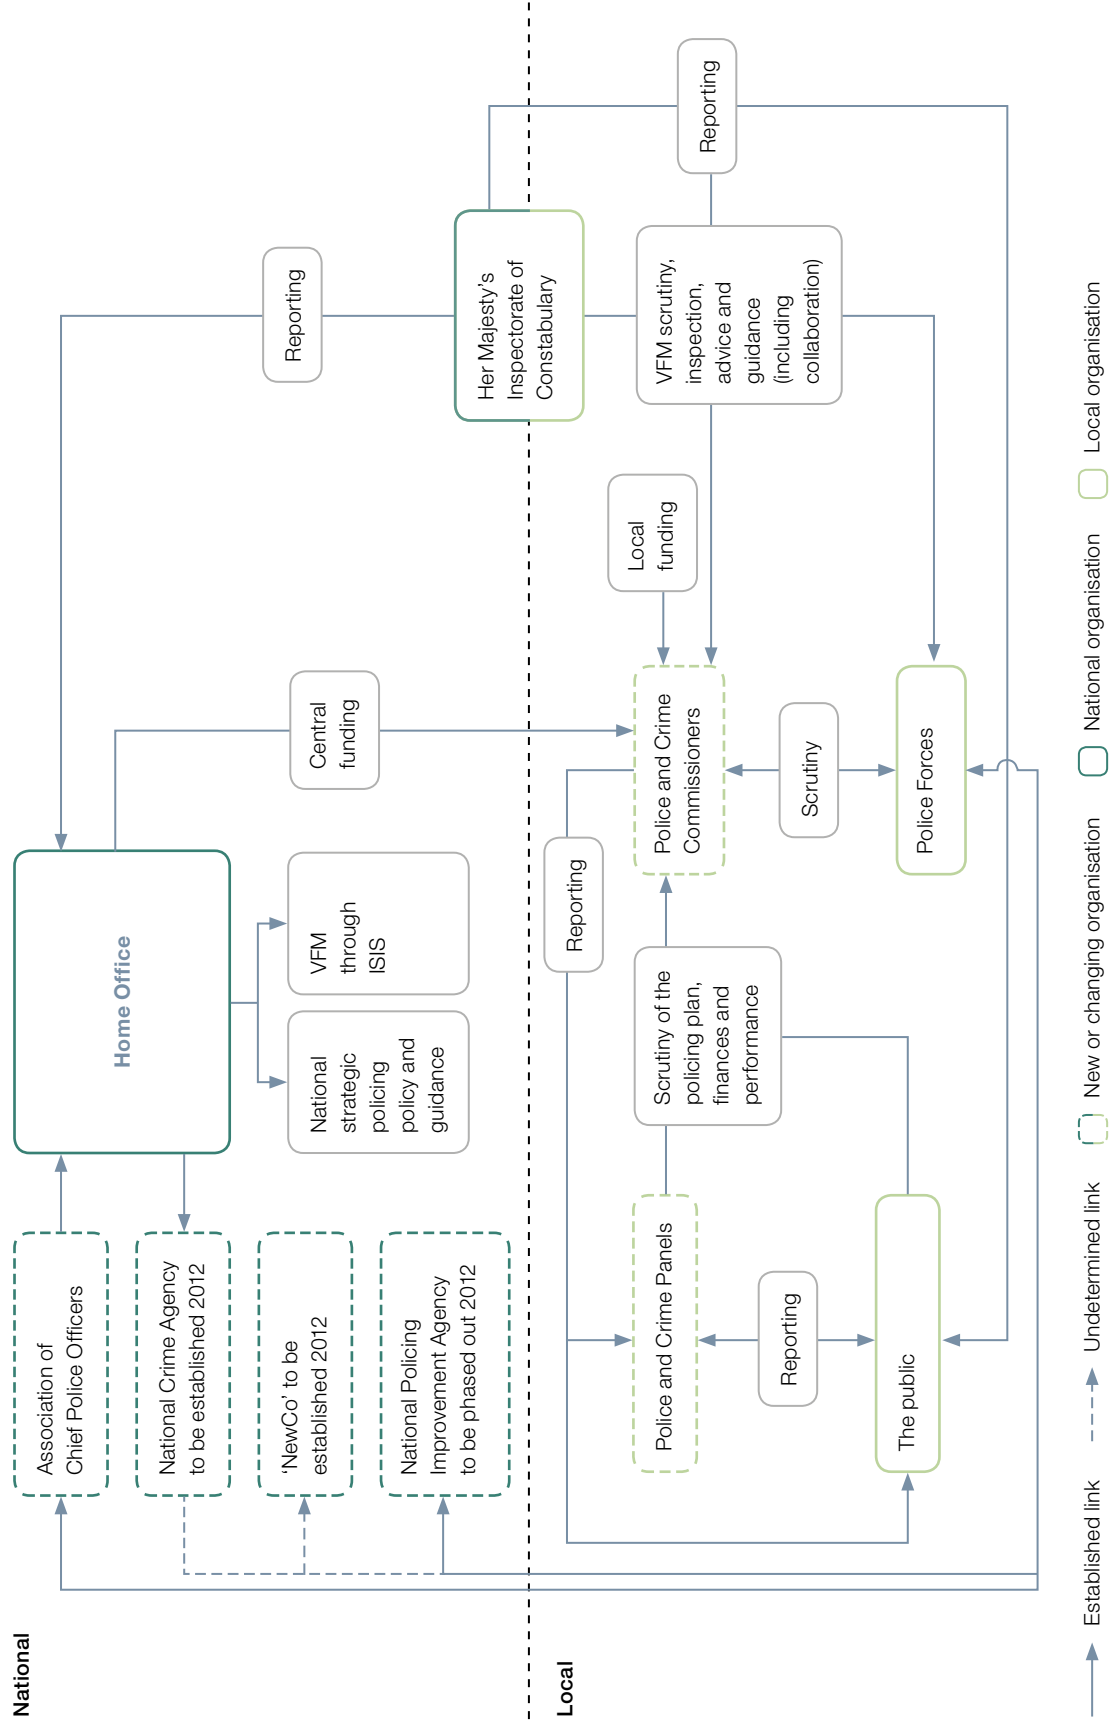 National
Association of
Chief Police Officers
National Crime Agency
to be established 2012
‘NewCo’ to be
established 2012
National Policing
Improvement Agency
to be phased out 2012
Home Office
National
strategic
policing
policy and
guidance
VFM
through
ISIS
Central
funding
Reporting
Her Majesty’s
Inspectorate of
Constabulary
Local
Reporting
Police and Crime Panels
Reporting
The public
Scrutiny of the
policing plan,
finances and
performance
Police and Crime
Commissioners
Scrutiny
Police Forces
Local
funding
VFM scrutiny,
inspection,
advice and
guidance
(including
collaboration)
Reporting
Established link
Undetermined link
New or changing organisation
National organisation
Local organisation